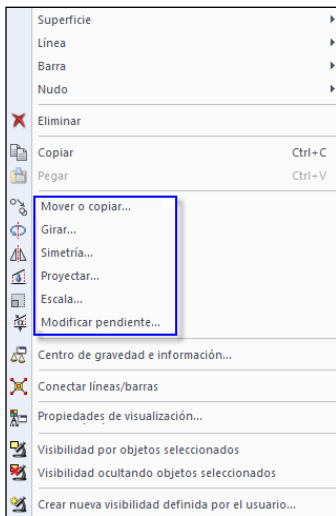 Superficie
Línea
Barra
Nudo
Eliminar
Copiar Ctrl+C
Pegar Ctrl+V
Mover o copiar...
Girar...
Simetría...
Proyectar...
Escala...
Modificar pendiente...
Centro de gravedad e información...
Conectar líneas/barras
Propiedades de visualización...
Visibilidad por objetos seleccionados
Visibilidad ocultando objetos seleccionados
Crear nueva visibilidad definida por el usuario...